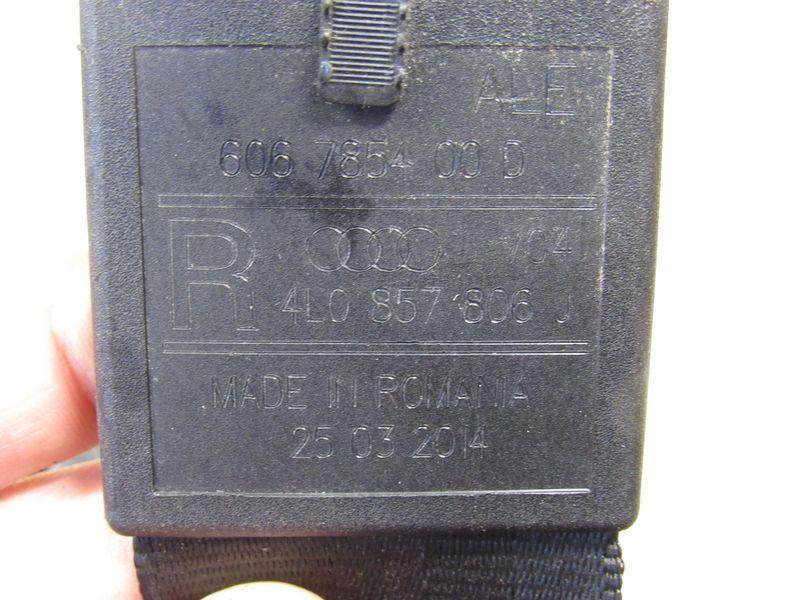 ALE
606 7854 00 D
R
V04
4L0 857 806 J
MADE IN ROMANIA
25 03 2014